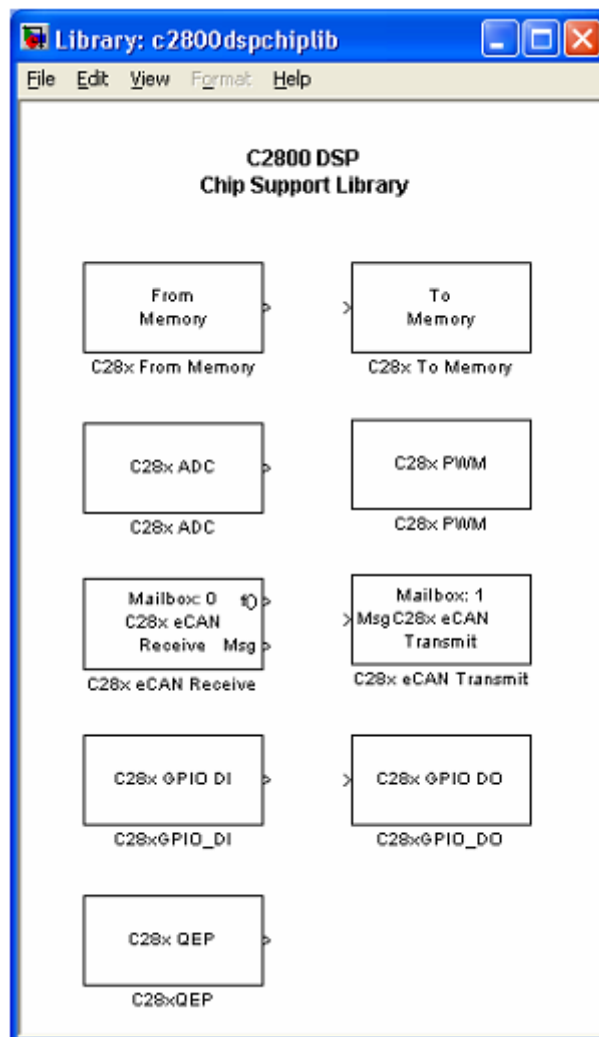 Library: c2800dspchiplib
File Edit View Format Help
C2800 DSP
Chip Support Library
From
Memory
C28x From Memory
To
Memory
C28x To Memory
C28x ADC
C28x ADC
C28x PWM
C28x PWM
Mailbox: 0 f()
C28x eCAN
Receive Msg
C28x eCAN Receive
Mailbox: 1
Msg C28x eCAN
Transmit
C28x eCAN Transmit
C28x GPIO DI
C28xGPIO_DI
C28x GPIO DO
C28xGPIO_DO
C28x QEP
C28xQEP